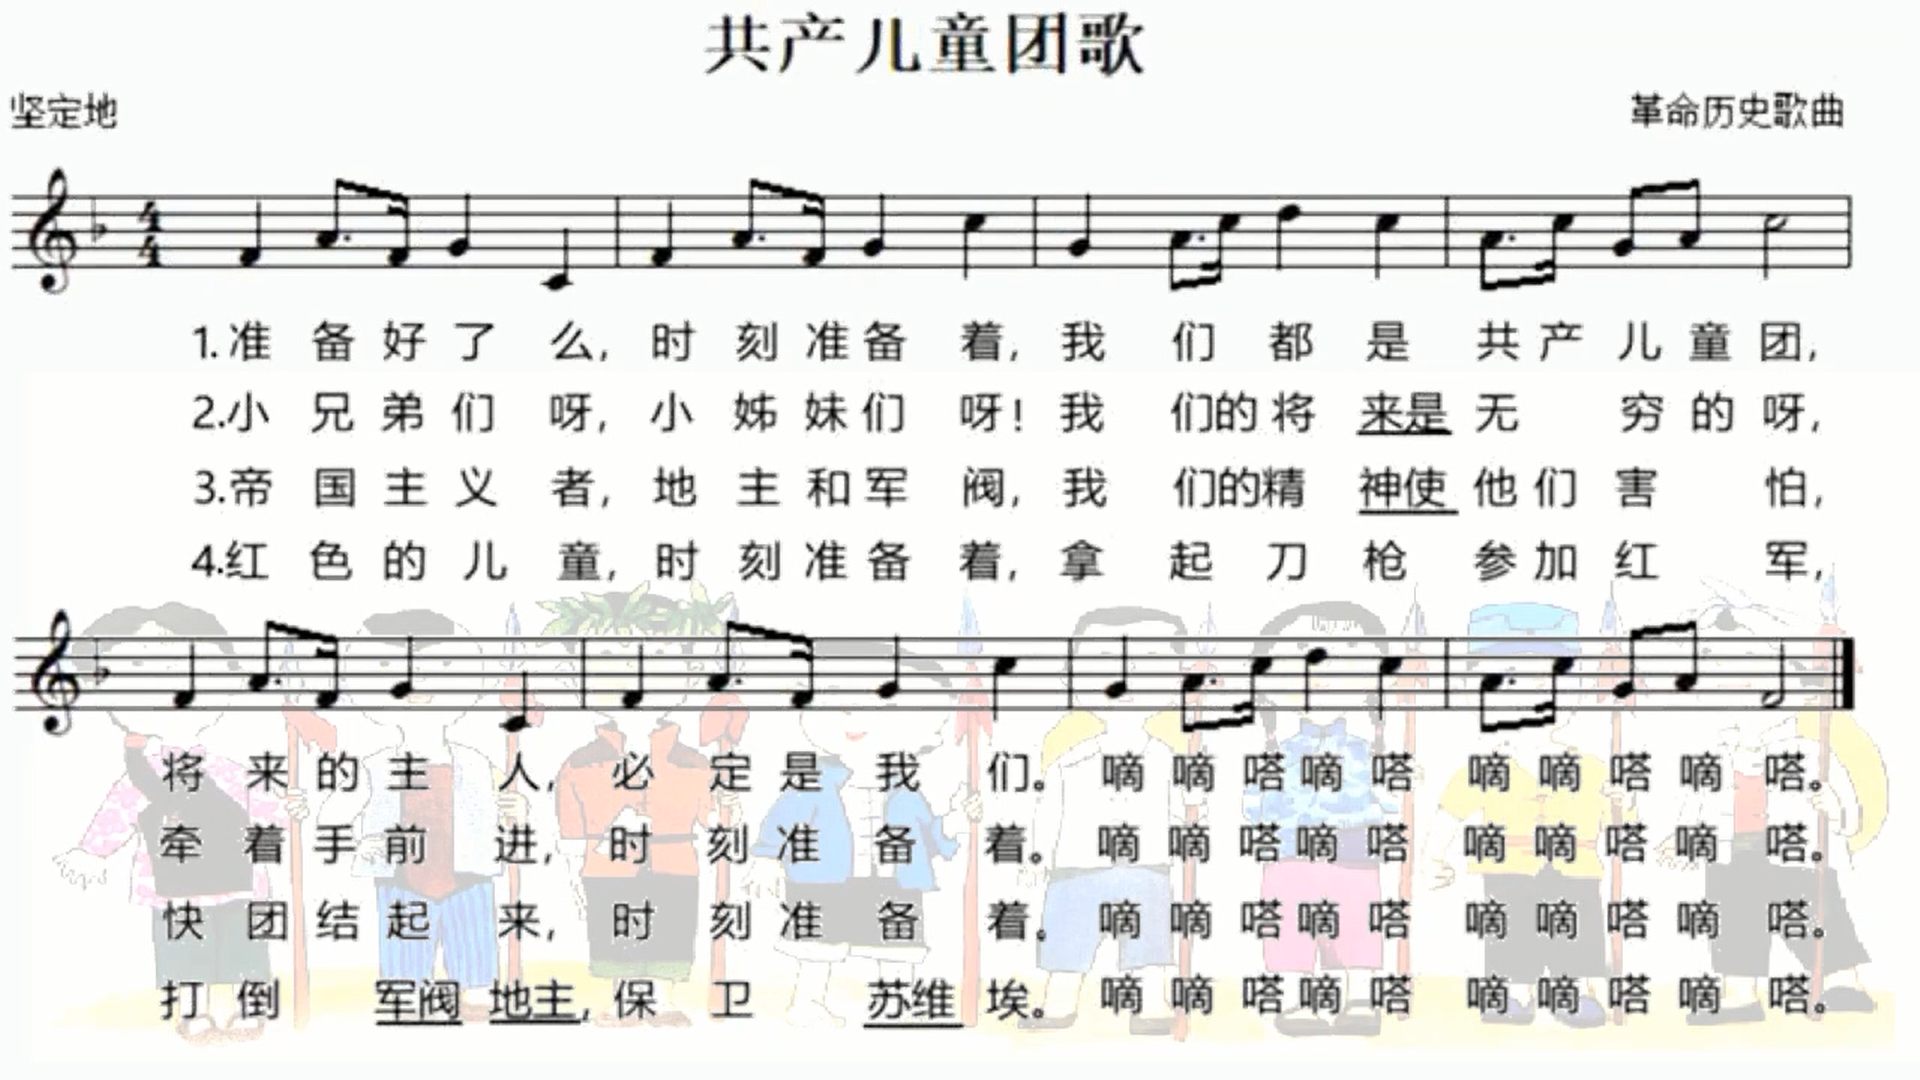 共产儿童团歌
坚定地
革命历史歌曲
4
4
1.准备好了么,时刻准备着,我们都是共产儿童团,
2.小兄弟们呀,小姊妹们呀!我们的将来是无穷的呀,
3.帝国主义者,地主和军阀,我们的精神使他们害怕,
4.红色的儿童,时刻准备着,拿起刀枪参加红军,
将来的主人,必定是我们。嘀嘀嗒嘀嗒嘀嘀嗒嘀嗒。
牵着手前进,时刻准备着。嘀嘀嗒嘀嗒嘀嘀嗒嘀嗒。
快团结起来,时刻准备着。嘀嘀嗒嘀嗒嘀嘀嗒嘀嗒。
打倒军阀地主,保卫苏维埃。嘀嘀嗒嘀嗒嘀嘀嗒嘀嗒。